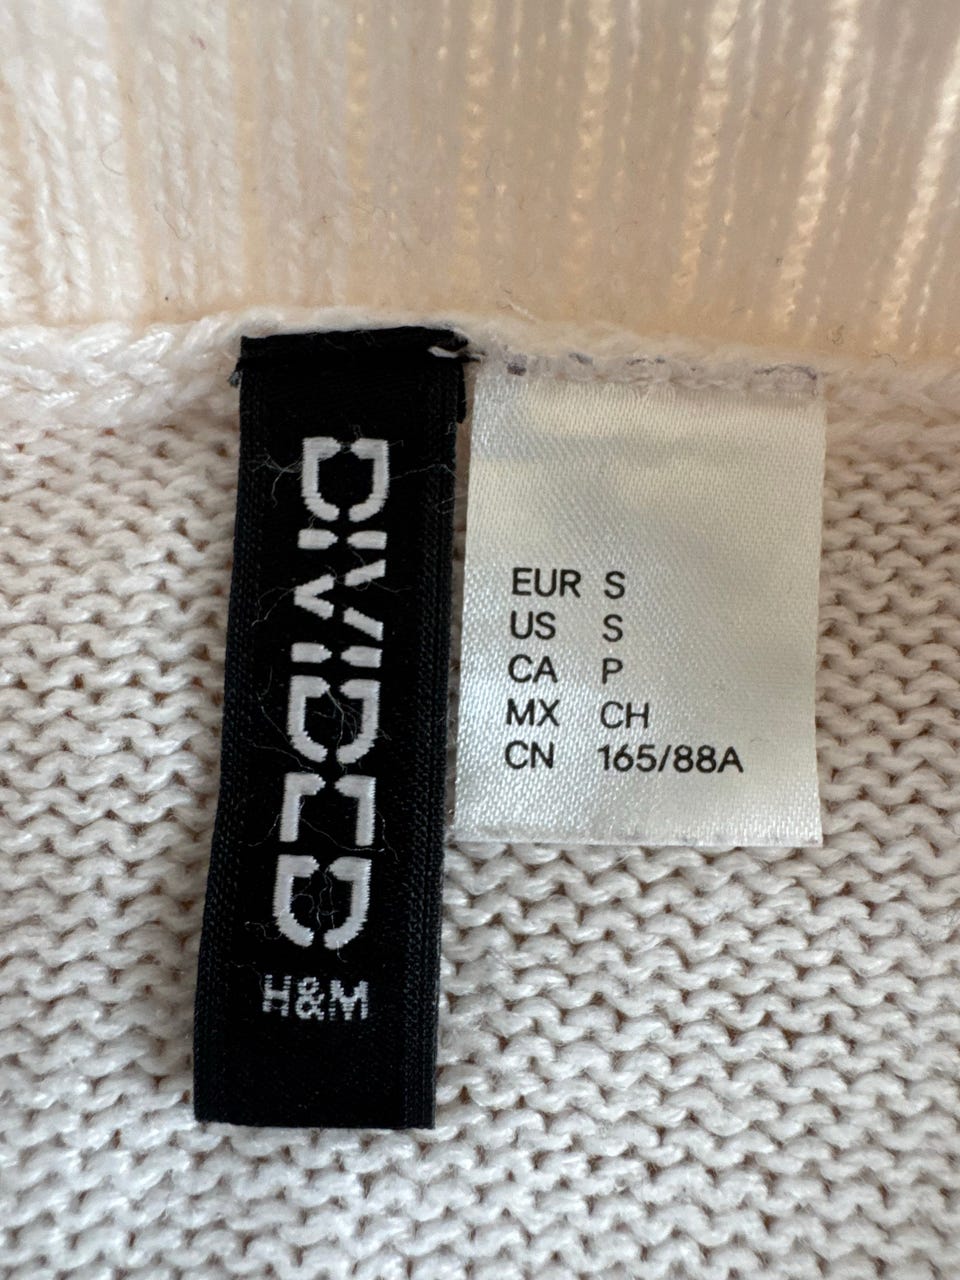 DIVIDED
H&M
EUR S
US S
CA P
MX CH
CN 165/88A